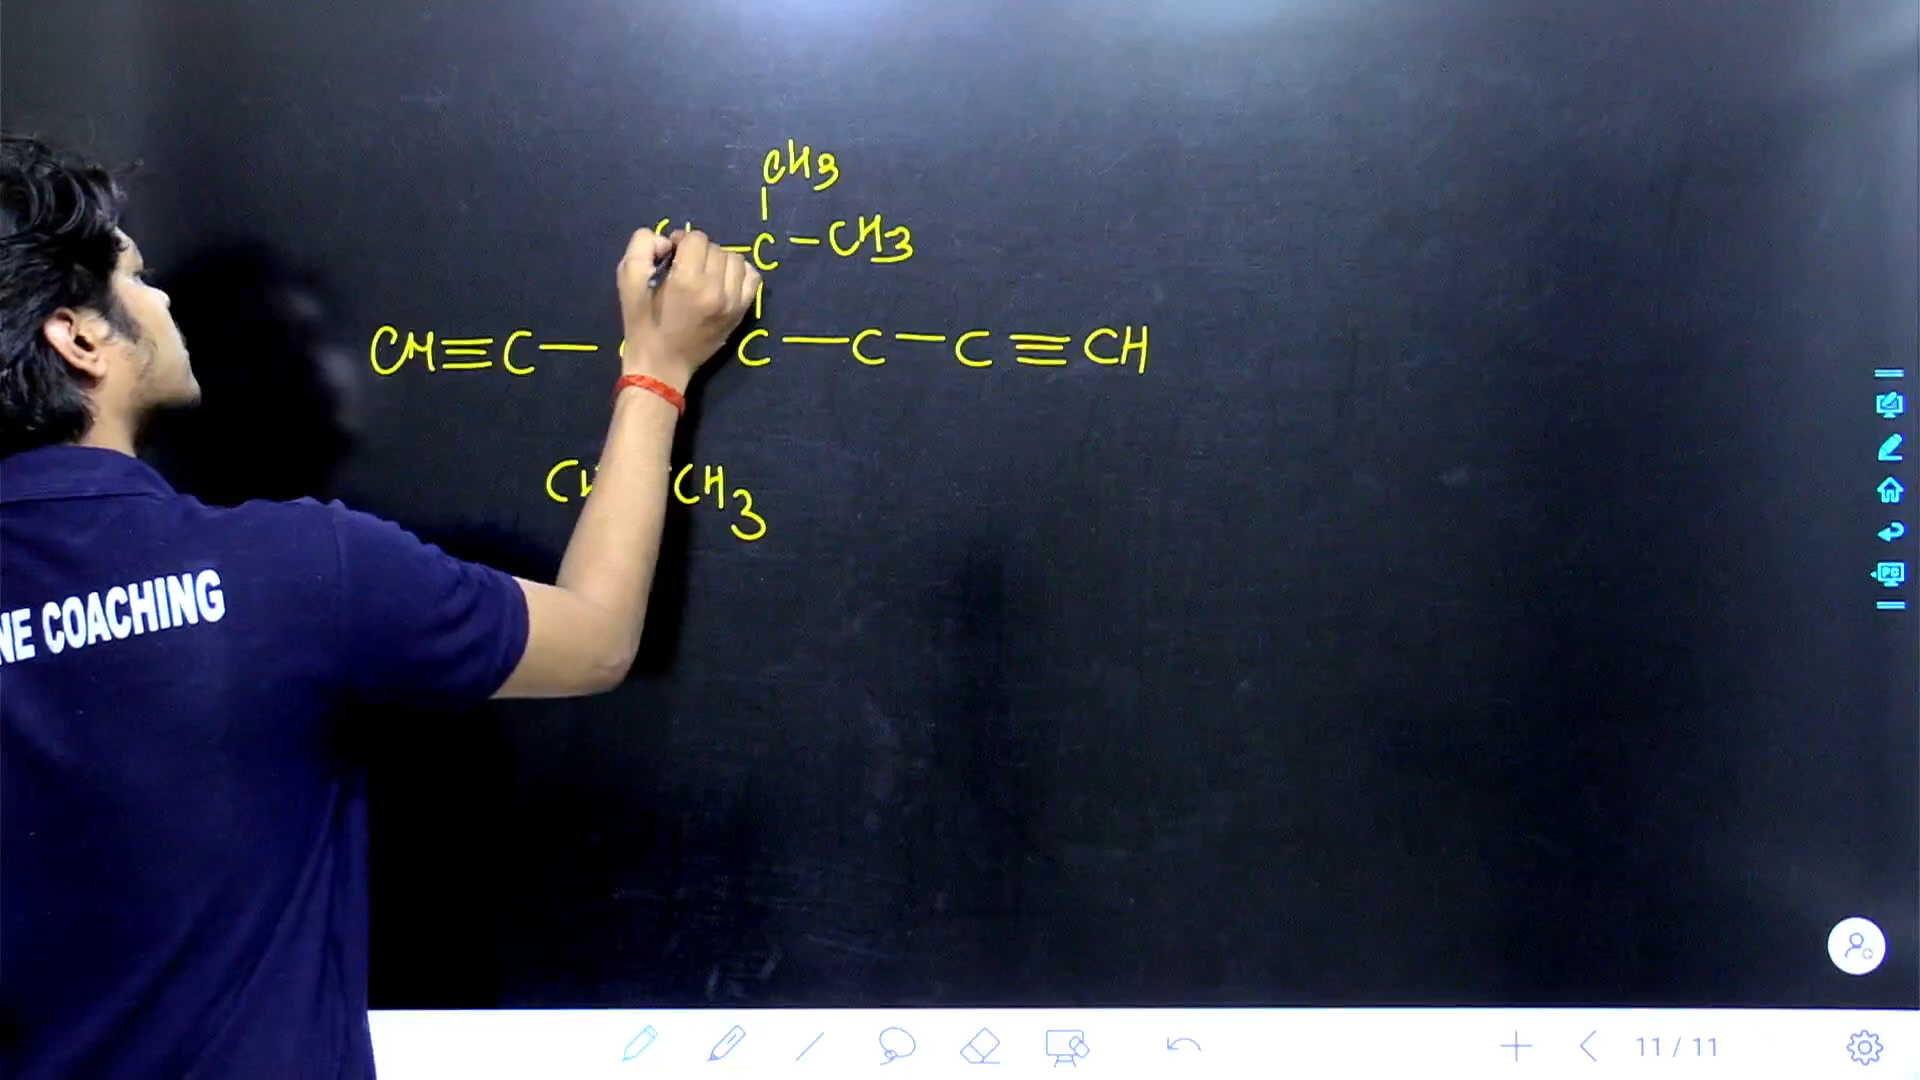 CH3
—C—CH3
CH≡C— C—C—C≡CH
CH3
NE COACHING
11 / 11